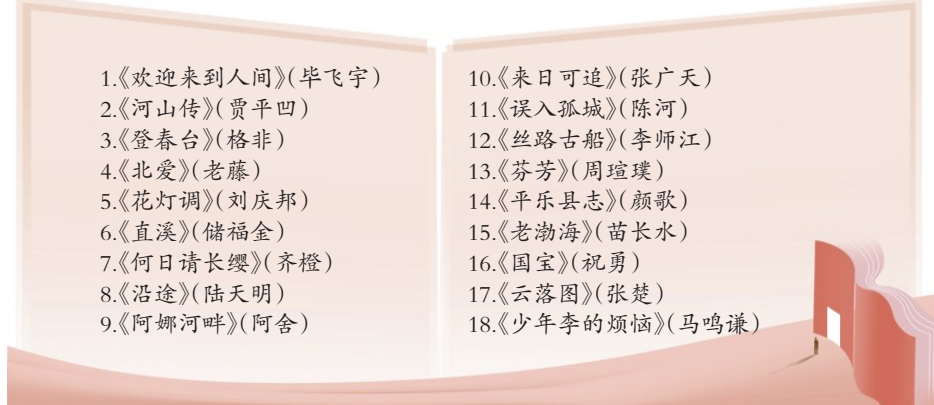 1.《欢迎来到人间》(毕飞宇)
2.《河山传》(贾平凹)
3.《登春台》(格非)
4.《北爱》(老藤)
5.《花灯调》(刘庆邦)
6.《直溪》(储福金)
7.《何日请长缨》(齐橙)
8.《沿途》(陆天明)
9.《阿娜河畔》(阿舍)
10.《来日可追》(张广天)
11.《误入孤城》(陈河)
12.《丝路古船》(李师江)
13.《芬芳》(周瑄璞)
14.《平乐县志》(颜歌)
15.《老渤海》(苗长水)
16.《国宝》(祝勇)
17.《云落图》(张楚)
18.《少年李的烦恼》(马鸣谦)